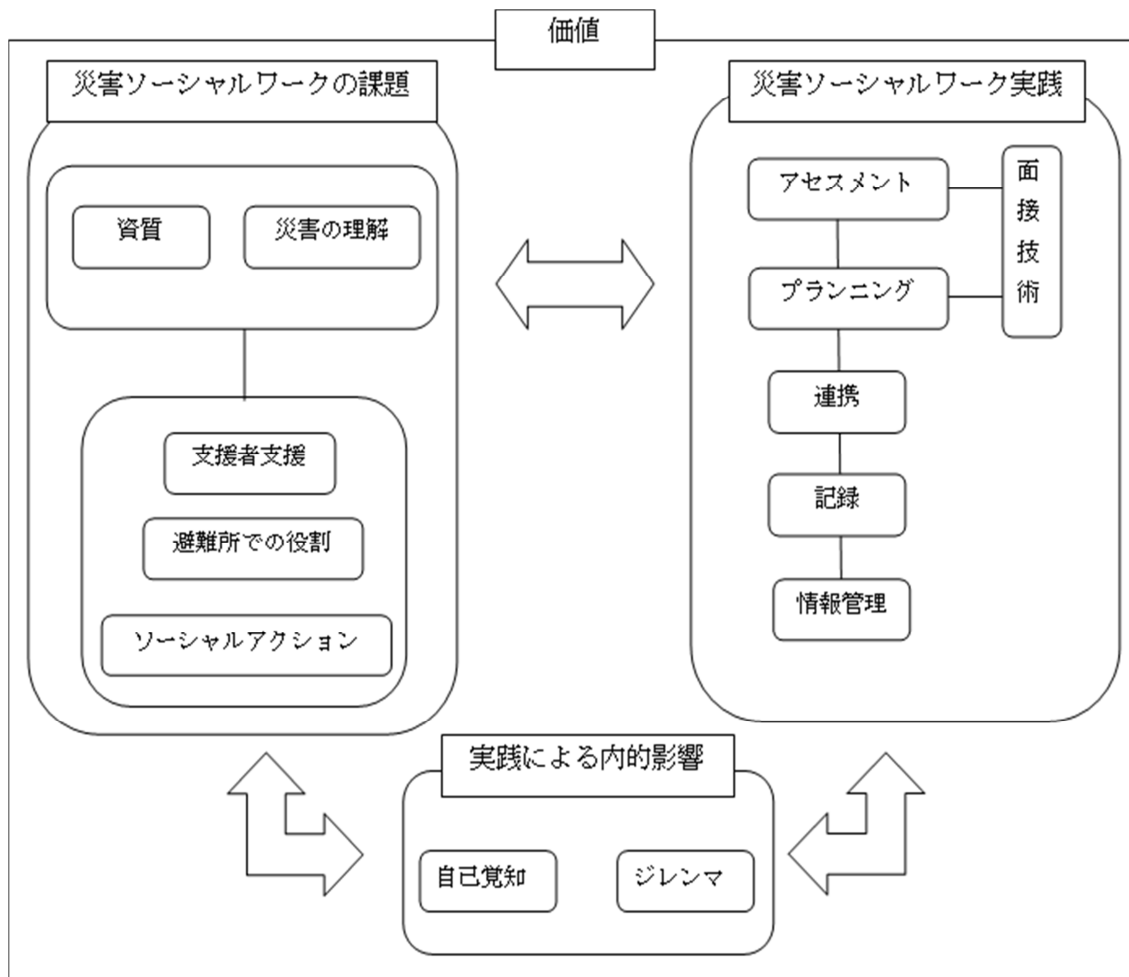 価値
災害ソーシャルワークの課題
資質
災害の理解
支援者支援
避難所での役割
ソーシャルアクション
災害ソーシャルワーク実践
アセスメント
プランニング
面接技術
連携
記録
情報管理
実践による内的影響
自己覚知
ジレンマ